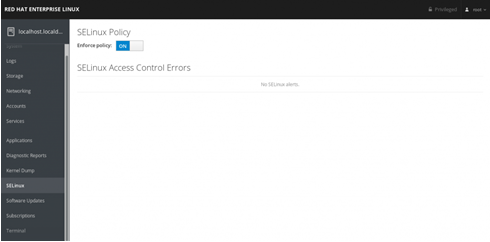 RED HAT ENTERPRISE LINUX
Privileged
root
localhost.locald...
System
Logs
Storage
Networking
Accounts
Services
Applications
Diagnostic Reports
Kernel Dump
SELinux
Software Updates
Subscriptions
Terminal
SELinux Policy
Enforce policy: ON
SELinux Access Control Errors
No SELinux alerts.